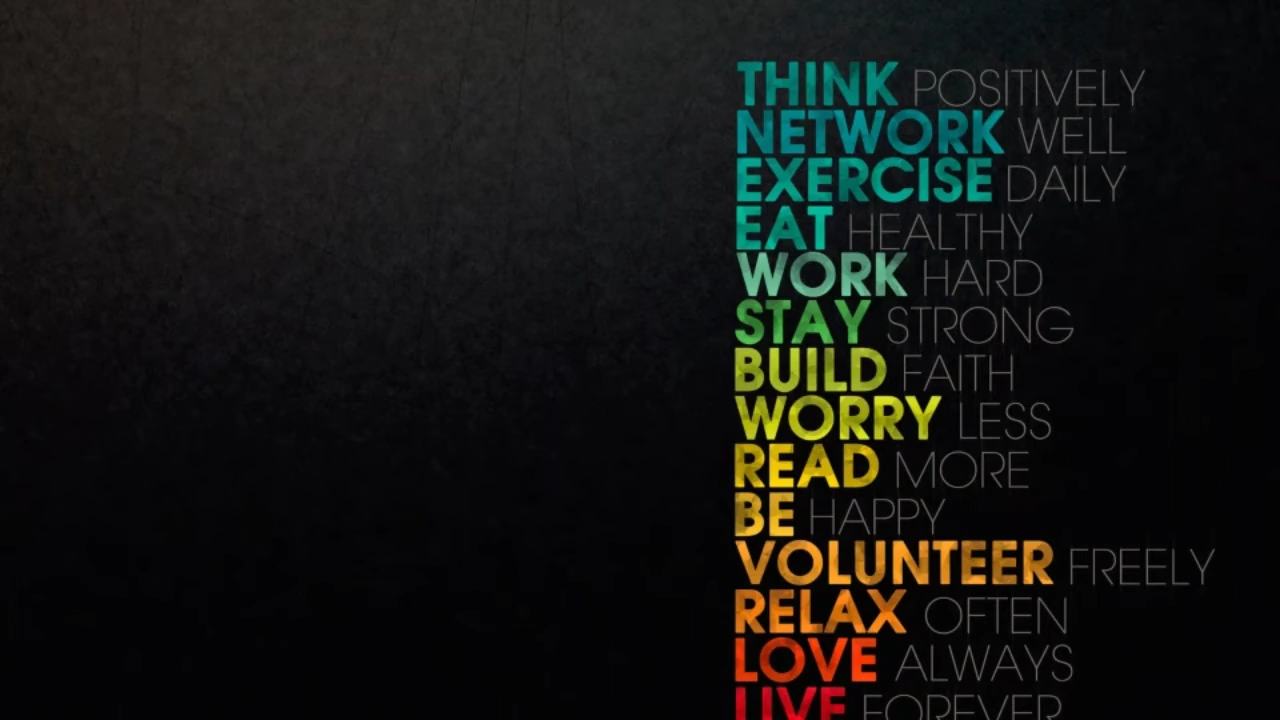 THINK POSITIVELY
NETWORK WELL
EXERCISE DAILY
EAT HEALTHY
WORK HARD
STAY STRONG
BUILD FAITH
WORRY LESS
READ MORE
BE HAPPY
VOLUNTEER FREELY
RELAX OFTEN
LOVE ALWAYS
LIVE FOREVER